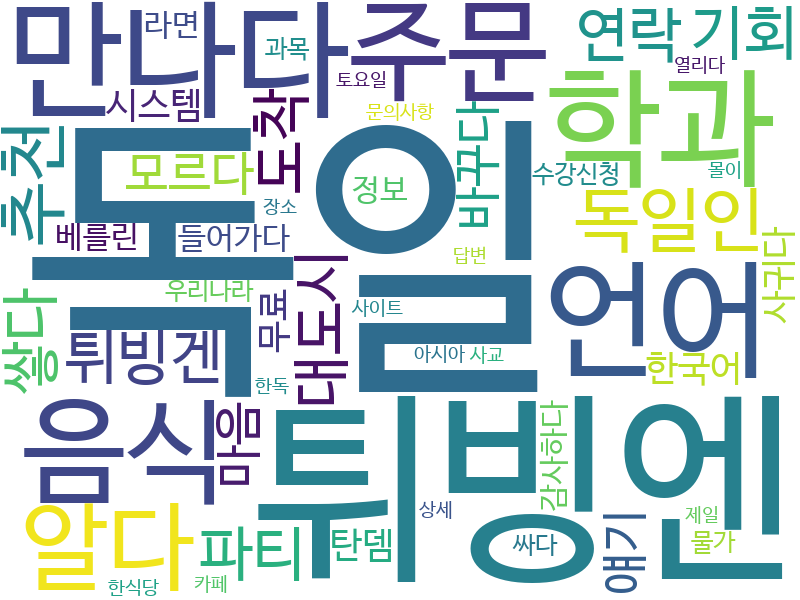 만나다
라면
과목
주문
연락
기회
열리다
시스템
토요일
문의사항
도착
추천
모르다
정보
바꾸다
수강신청
학과
몰이
독일
장소
베를린
들어가다
답변
독일인
사귀다
우리나라
무료
대도시
사이트
언어
쌀다
튀빙겐
아시아
사교
한국어
한독
음식
마음
튀빙엔
감사하다
알다
파티
탄뎀
상세
싸다
얘기
제일
물가
한식당
카페